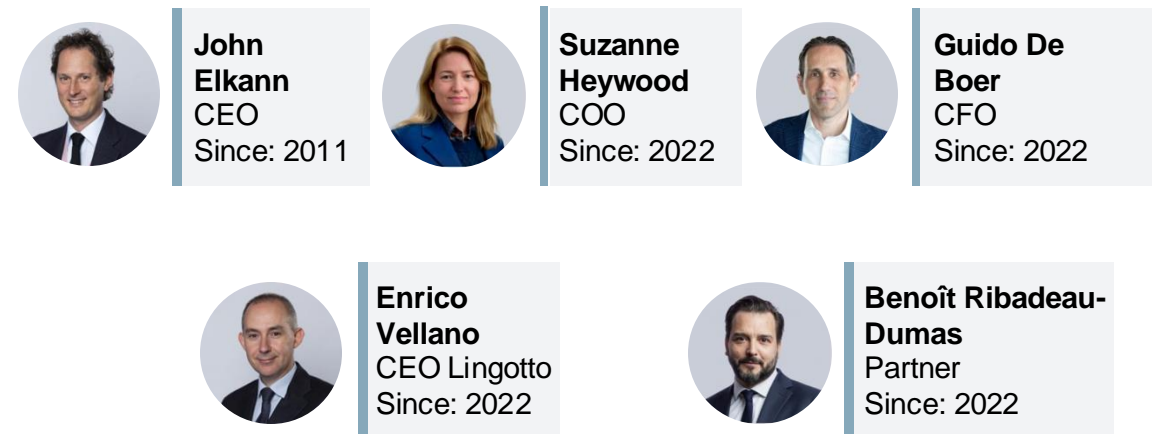 John
Elkann
CEO
Since: 2011
Suzanne
Heywood
COO
Since: 2022
Guido De
Boer
CFO
Since: 2022
Enrico
Vellano
CEO Lingotto
Since: 2022
Benoît Ribadeau-
Dumas
Partner
Since: 2022